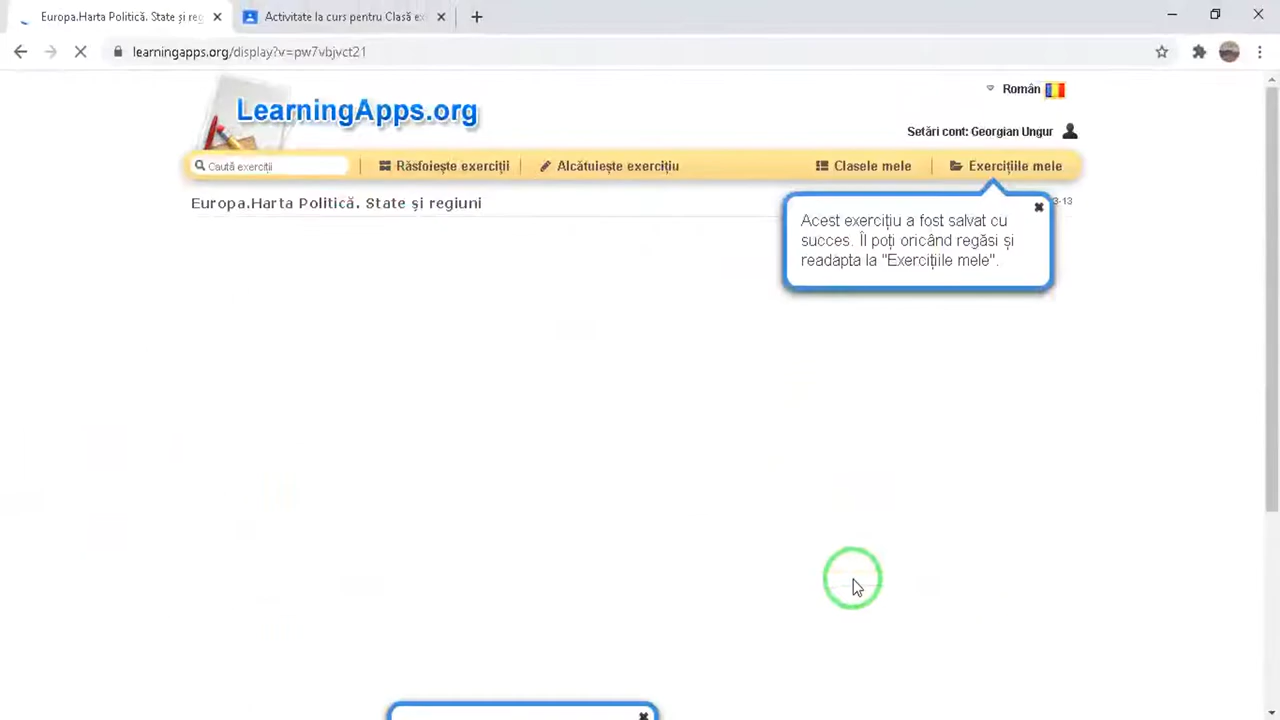 Europa.Harta Politică. State și reg
Activitate la curs pentru Clasă e
learningapps.org/display?v=pw7vbjvct21
LearningApps.org
Român
Setări cont: Georgian Ungur
Caută exerciții
Răsfoiește exerciții
Alcătuiește exercițiu
Clasele mele
Exercițiile mele
Europa.Harta Politică. State și regiuni
3-13
Acest exercițiu a fost salvat cu
succes. Îl poți oricând regăsi și
readapta la "Exercițiile mele".